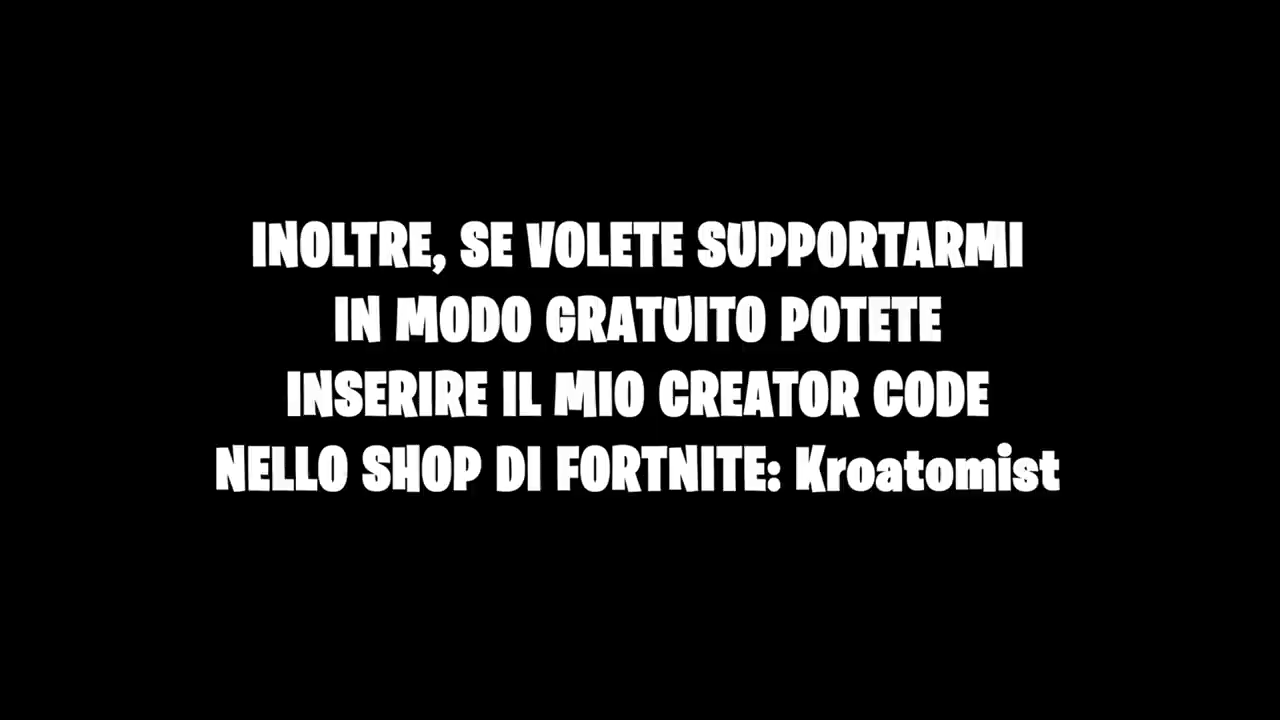 INOLTRE, SE VOLETE SUPPORTARMI
IN MODO GRATUITO POTETE
INSERIRE IL MIO CREATOR CODE
NELLO SHOP DI FORTNITE: Kroatomist